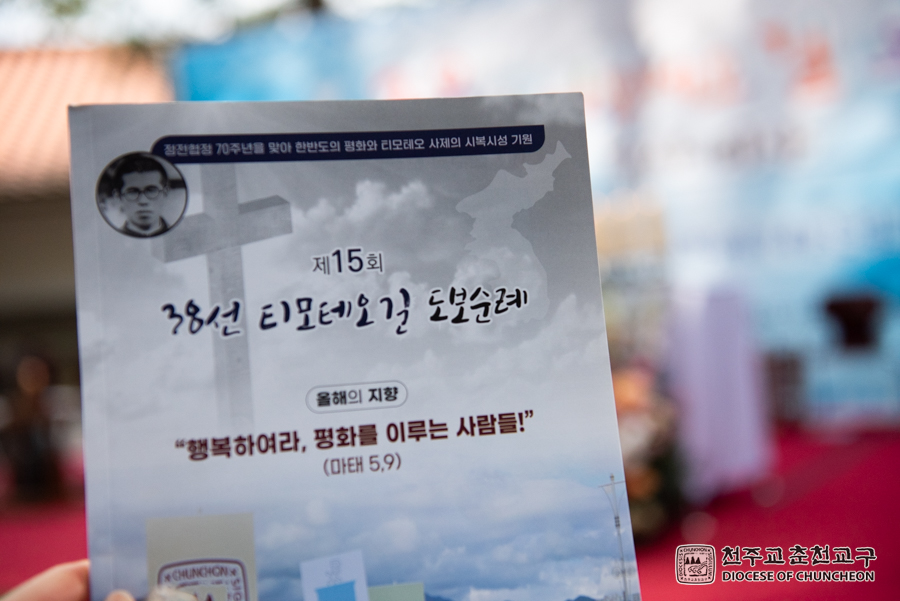 정전협정 70주년을 맞아 한반도의 평화와 티모테오 사제의 시복시성 기원
제15회
38선 티모테오길 도보순례
올해의 지향
“행복하여라, 평화를 이루는 사람들!”
(마태 5,9)
CHUNCHON
천주교 춘천교구
DIOCESE OF CHUNCHEON